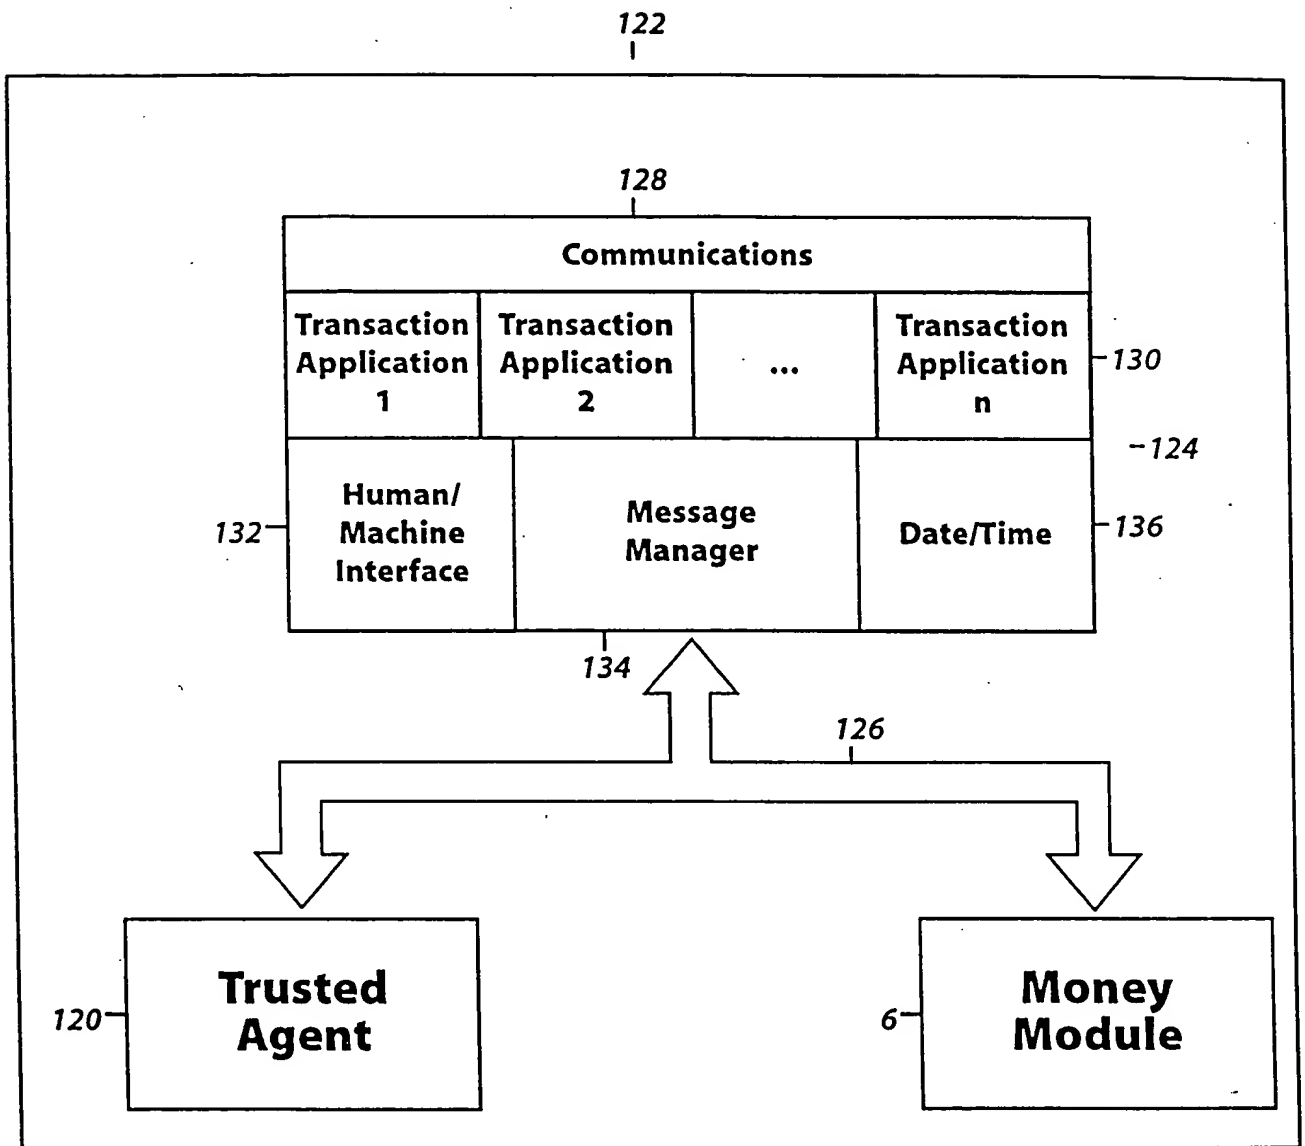 122
128
Communications
Transaction
Application
1
Transaction
Application
2
...
Transaction
Application
n
130
124
132
Human/
Machine
Interface
Message
Manager
Date/Time
136
134
126
120
Trusted
Agent
6
Money
Module